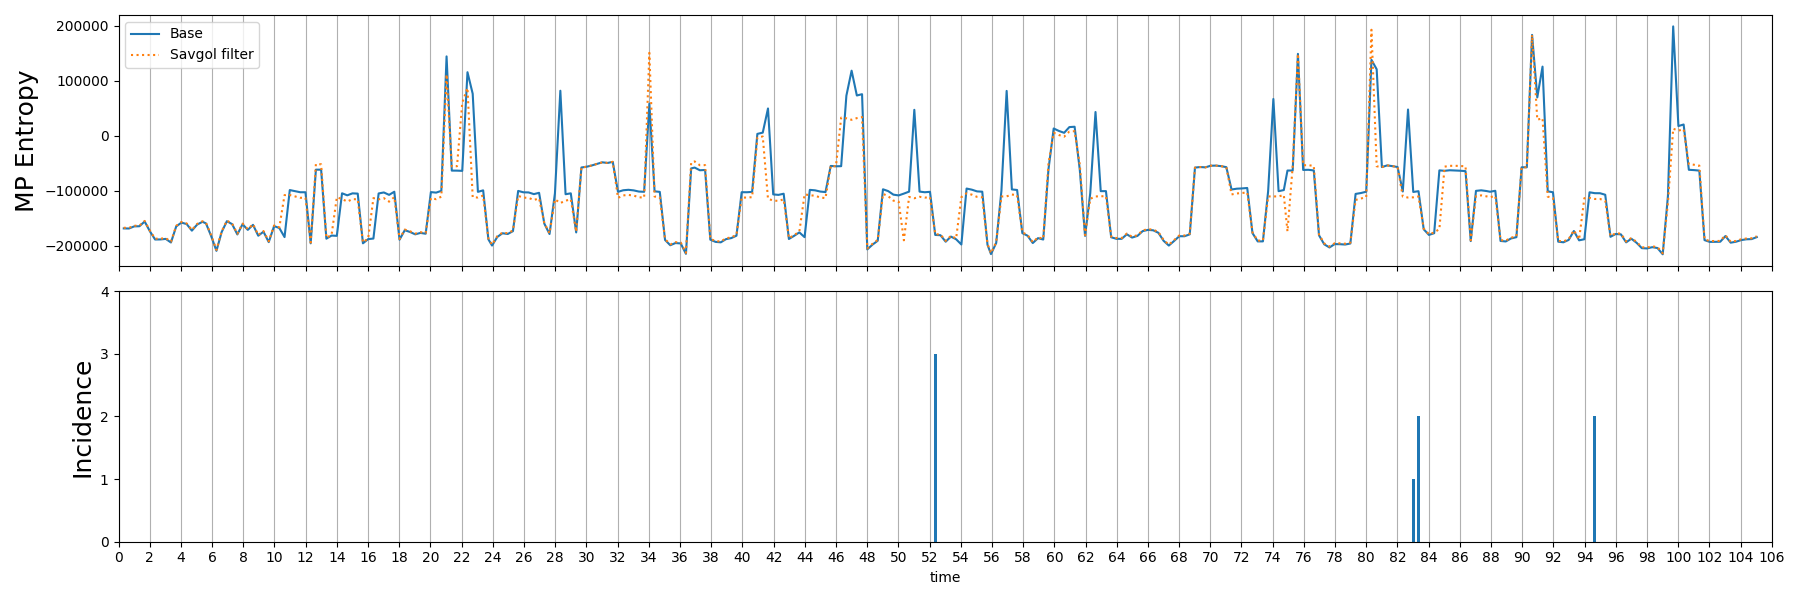 200000
100000
0
−100000
−200000
MP Entropy
Base
Savgol filter
4
3
2
1
0
Incidence
0 2 4 6 8 10 12 14 16 18 20 22 24 26 28 30 32 34 36 38 40 42 44 46 48 50 52 54 56 58 60 62 64 66 68 70 72 74 76 78 80 82 84 86 88 90 92 94 96 98 100 102 104 106
time